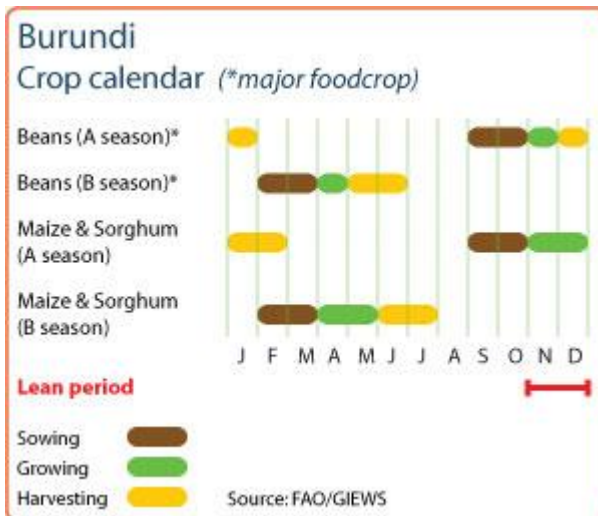 Burundi
Crop calendar (*major foodcrop)
Beans (A season)*
Beans (B season)*
Maize & Sorghum
(A season)
Maize & Sorghum
(B season)
J F M A M J J A S O N D
Lean period
Sowing
Growing
Harvesting
Source: FAO/GIEWS